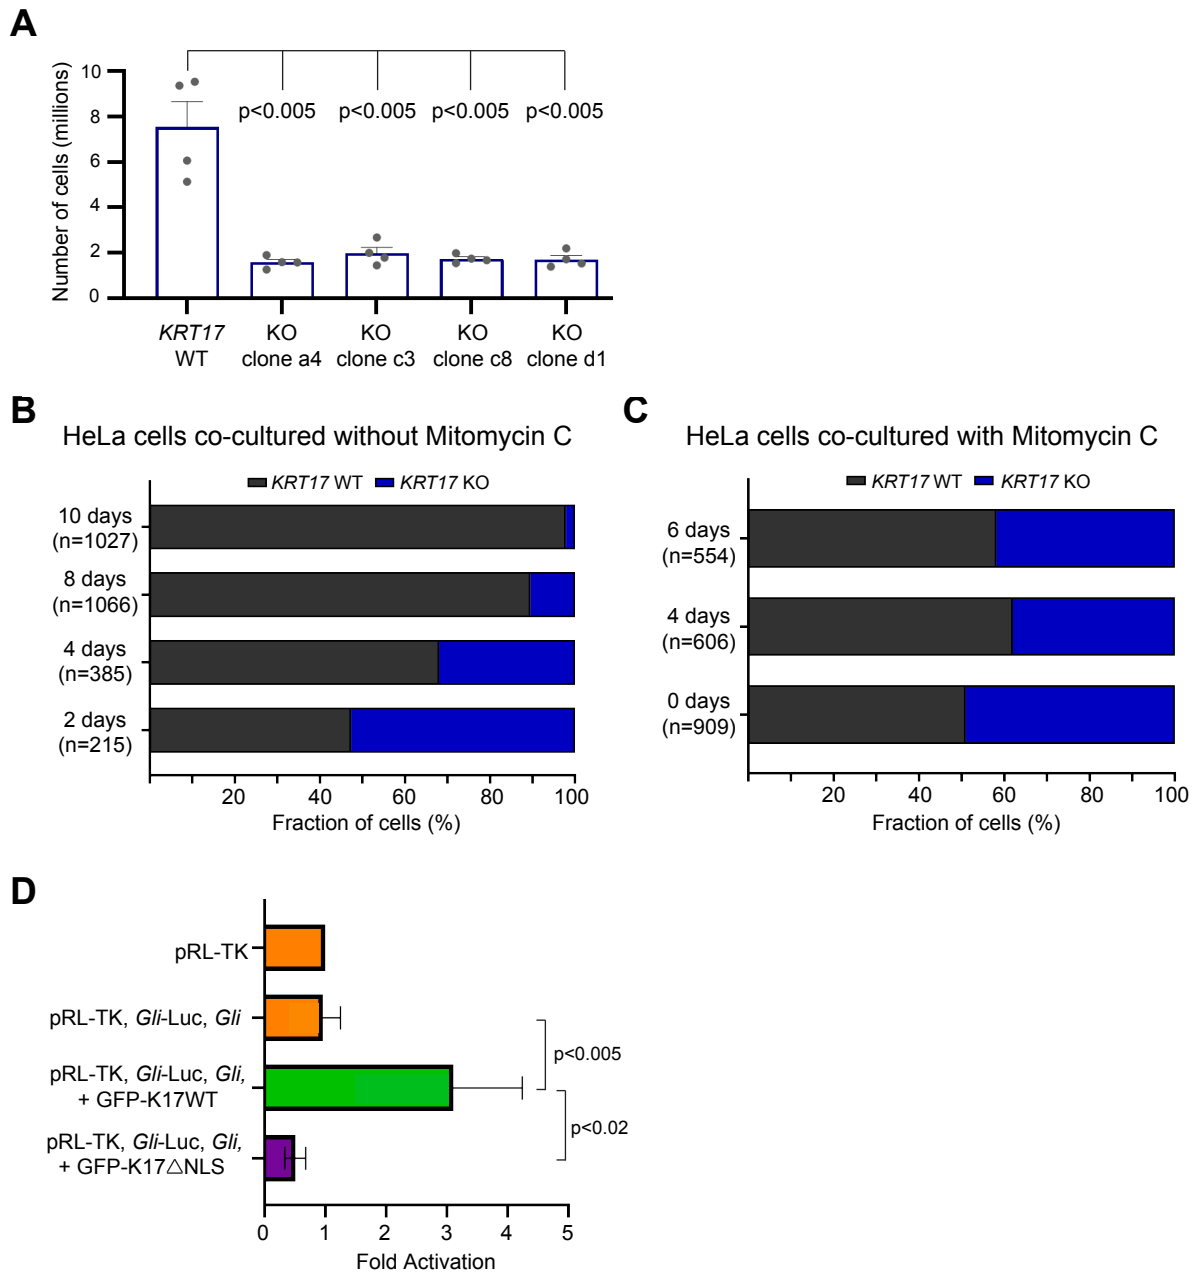 A
Number of cells (millions)
10
8
6
4
2
0
p<0.005 p<0.005 p<0.005 p<0.005
KRT17 WT
KO clone a4
KO clone c3
KO clone c8
KO clone d1
B
HeLa cells co-cultured without Mitomycin C
KRT17 WT KRT17 KO
10 days
(n=1027)
8 days
(n=1066)
4 days
(n=385)
2 days
(n=215)
20 40 60 80 100
Fraction of cells (%)
C
HeLa cells co-cultured with Mitomycin C
KRT17 WT KRT17 KO
6 days
(n=554)
4 days
(n=606)
0 days
(n=909)
20 40 60 80 100
Fraction of cells (%)
D
pRL-TK
pRL-TK, Gli-Luc, Gli
pRL-TK, Gli-Luc, Gli,
+ GFP-K17WT
pRL-TK, Gli-Luc, Gli,
+ GFP-K17△NLS
p<0.005
p<0.02
0 1 2 3 4 5
Fold Activation